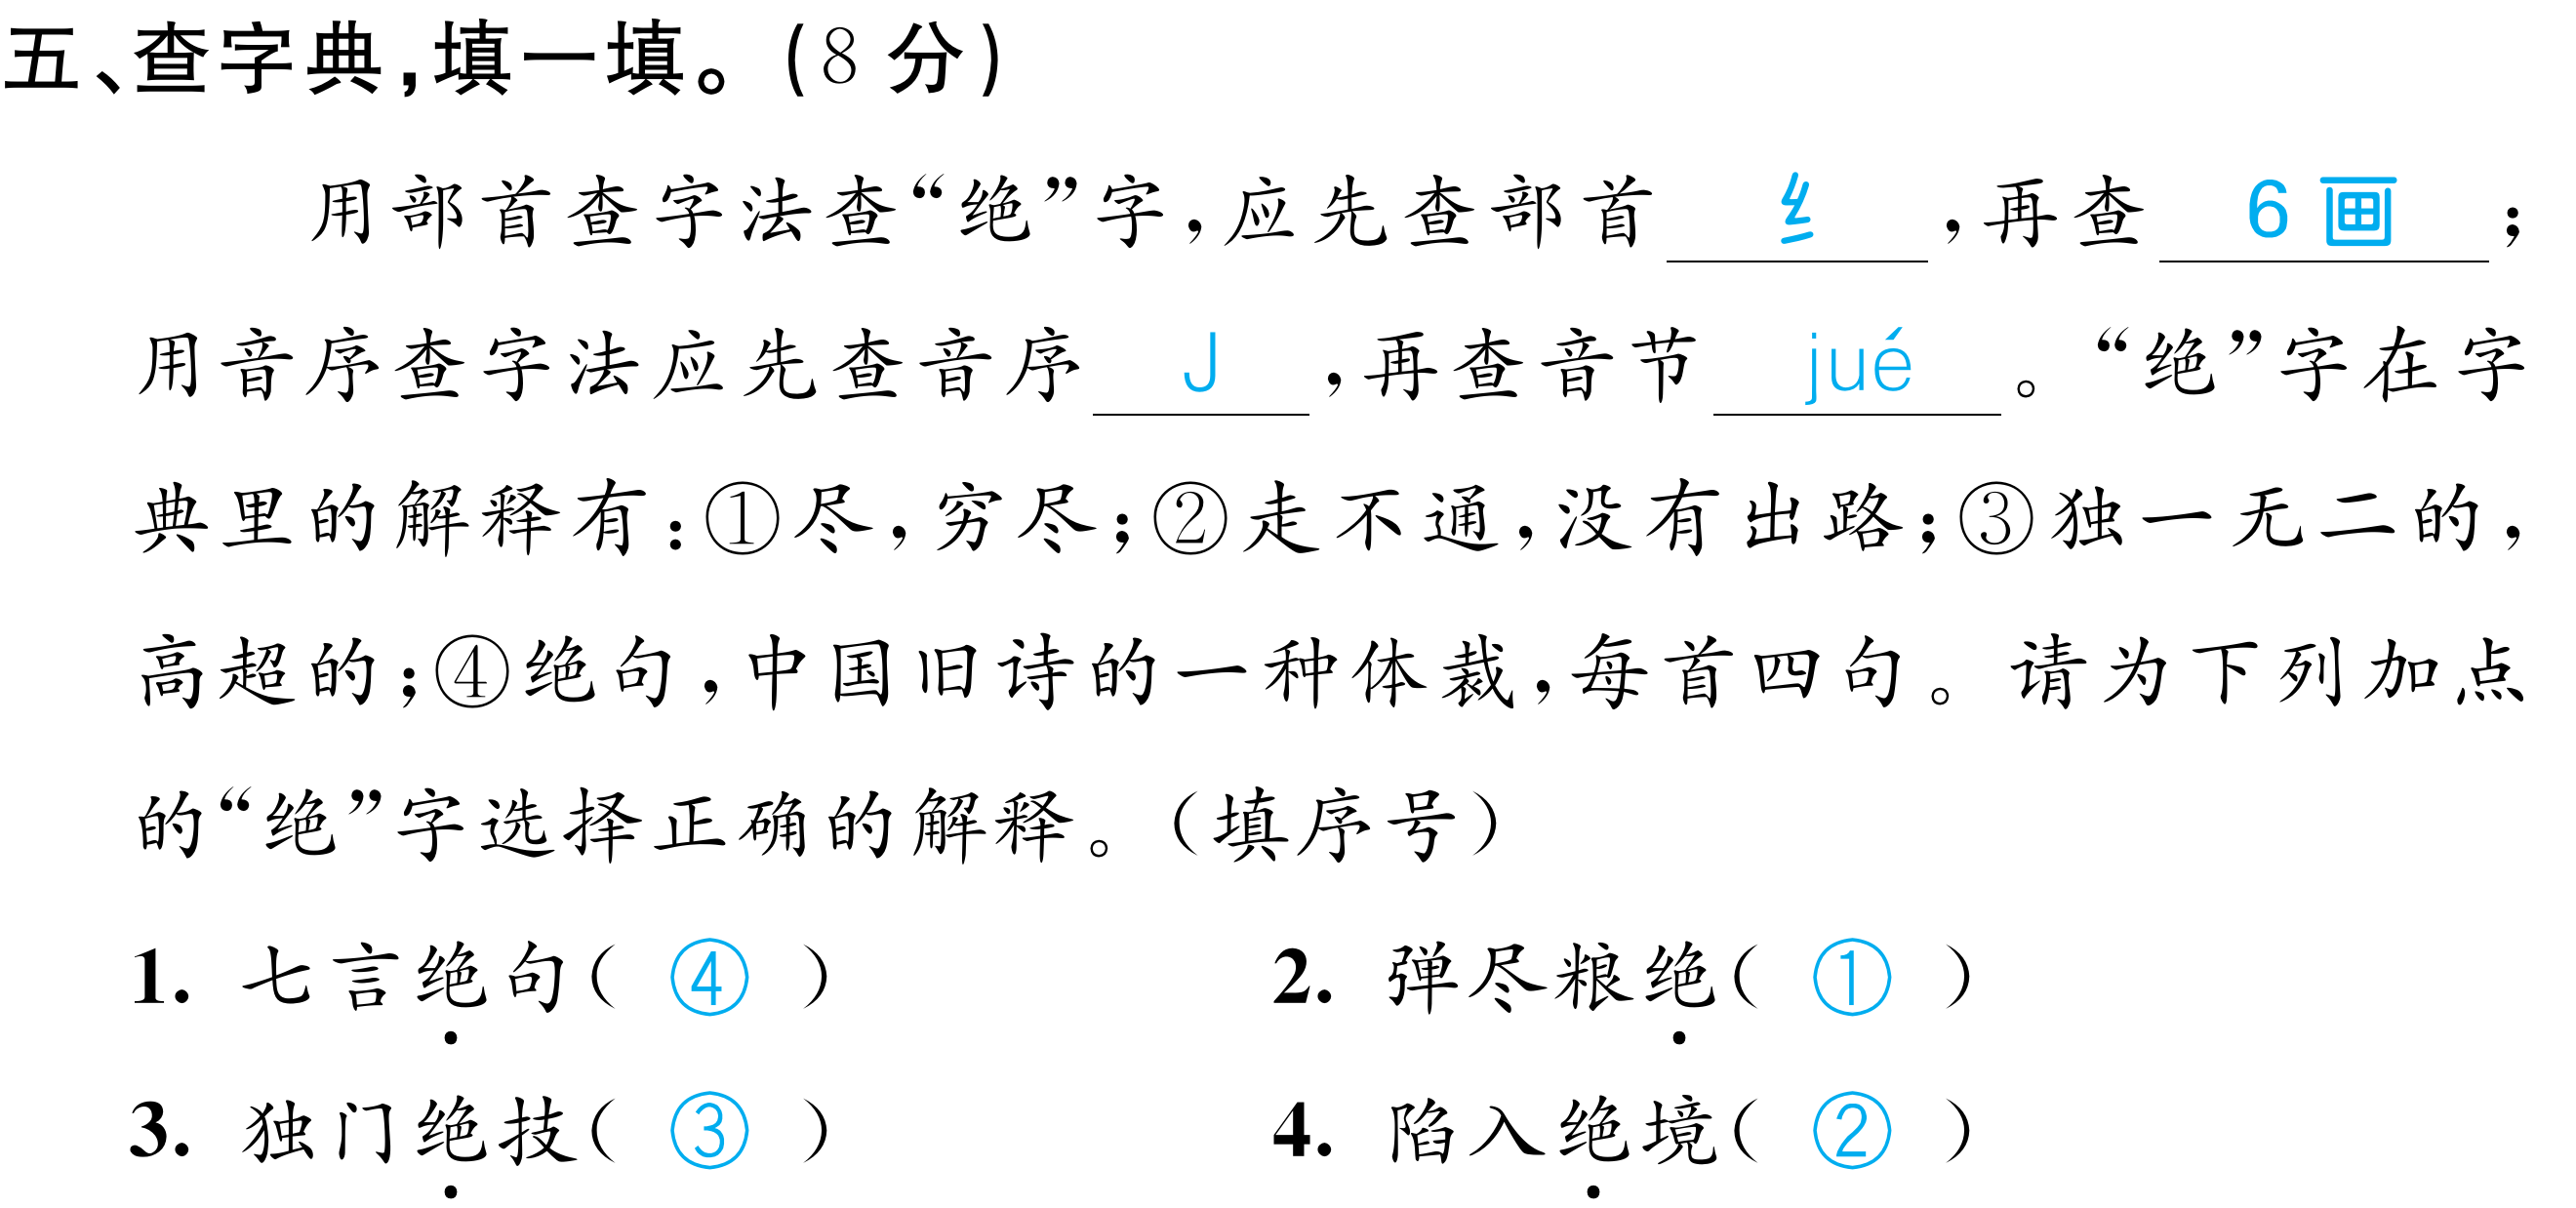 五、查字典,填一填。(8 分)
用部首查字法查“绝”字,应先查部首 纟 ,再查 6 画 ;
用音序查字法应先查音序 J ,再查音节 jué 。“绝”字在字
典里的解释有:①尽,穷尽;②走不通,没有出路;③独一无二的,
高超的;④绝句,中国旧诗的一种体裁,每首四句。请为下列加点
的“绝”字选择正确的解释。(填序号)
1. 七言绝句( ④ ) 2. 弹尽粮绝( ① )
3. 独门绝技( ③ ) 4. 陷入绝境( ② )